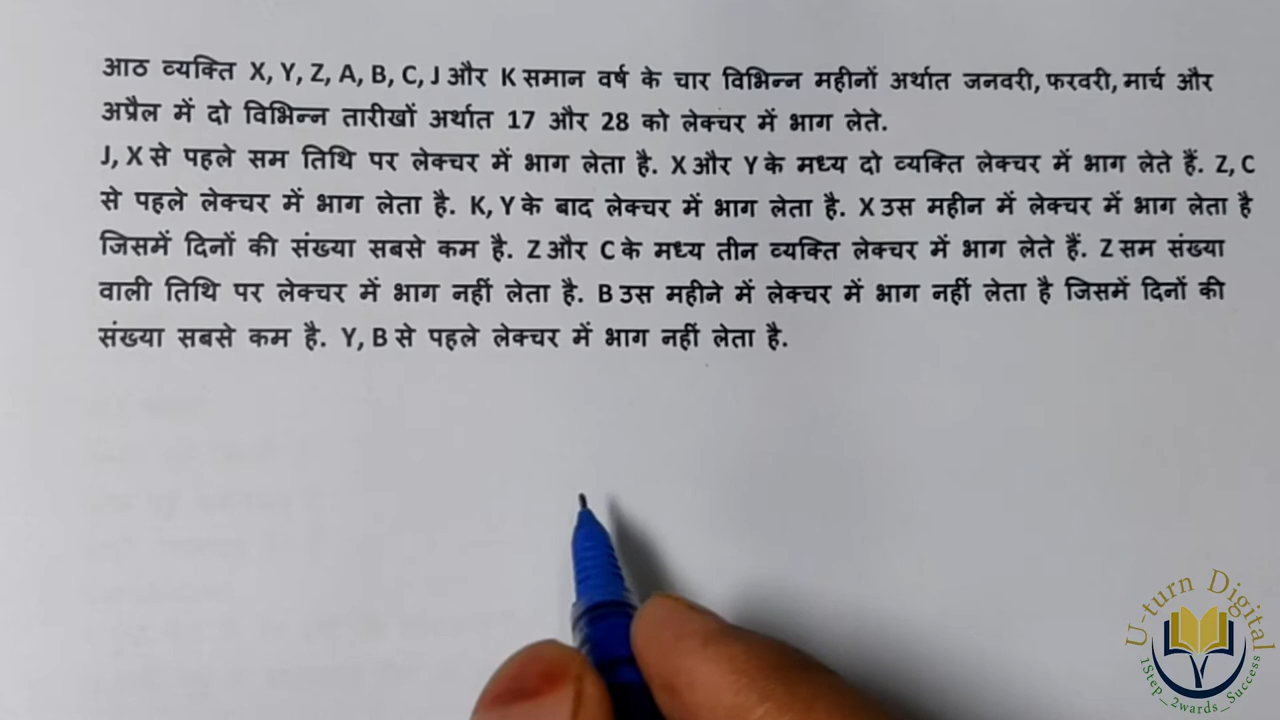 आठ व्यक्ति X, Y, Z, A, B, C, J और K समान वर्ष के चार विभिन्न महीनों अर्थात जनवरी, फरवरी, मार्च और
अप्रैल में दो विभिन्न तारीखों अर्थात 17 और 28 को लेक्चर में भाग लेते.
J, X से पहले सम तिथि पर लेक्चर में भाग लेता है. X और Y के मध्य दो व्यक्ति लेक्चर में भाग लेते हैं. Z, C
से पहले लेक्चर में भाग लेता है. K, Y के बाद लेक्चर में भाग लेता है. X उस महीन में लेक्चर में भाग लेता है
जिसमें दिनों की संख्या सबसे कम है. Z और C के मध्य तीन व्यक्ति लेक्चर में भाग लेते हैं. Z सम संख्या
वाली तिथि पर लेक्चर में भाग नहीं लेता है. B उस महीने में लेक्चर में भाग नहीं लेता है जिसमें दिनों की
संख्या सबसे कम है. Y, B से पहले लेक्चर में भाग नहीं लेता है.
U-turn Digital
1Step_2wards_Success